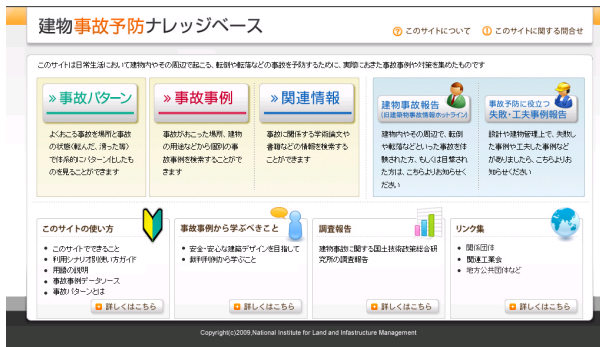 建物事故予防ナレッジベース
このサイトについて
このサイトに関する問合せ
このサイトは日常生活において建物内やその周辺で起こる、転倒や転落などの事故を予防するために、実際におきた事故事例や対策を集めたものです
» 事故パターン
» 事故事例
» 関連情報
建物事故報告
(旧建築物事故情報ホットライン)
事故予防に役立つ
失敗・工夫事例報告
よくおこる事故を場所と事故
の状態(転んだ、滑った等)
で体系的にパターン化したも
のを見ることができます
事故がおこった場所、建物
の用途などから個別の事
故事例を検索することがで
きます
事故に関係する学術論文や
書籍などの情報を検索する
ことができます
建物内やその周辺で、転倒
や転落などといった事故を体
験された方、もしくは目撃され
た方は、こちらよりお知らせく
ださい
設計や建物管理上で、失敗し
た事例や工夫した事例など
がありましたら、こちらよりお
知らせください
このサイトの使い方
このサイトでできること
利用シナリオ別使い方ガイド
用語の説明
事故事例データソース
事故パターンとは
詳しくはこちら
事故事例から学ぶべきこと
安全・安心な建築デザインを目指して
裁判判例から学ぶこと
詳しくはこちら
調査報告
建物事故に関する国土技術政策総合研
究所の調査報告
詳しくはこちら
リンク集
関係団体
関連工業会
地方公共団体など
詳しくはこちら
Copyright(c)2009,National Institute for Land and Infastructure Management